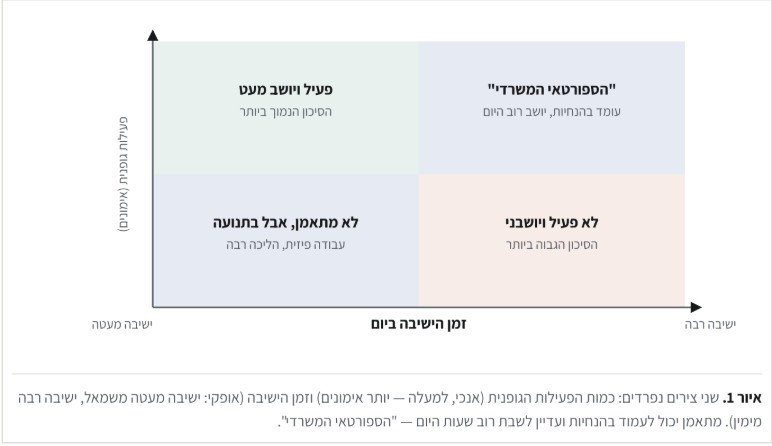 "הספורטאי המשרדי"
עומד בהנחיות, יושב רוב היום
פעיל ויושב מעט
הסיכון הנמוך ביותר
לא פעיל ויושבני
הסיכון הגבוה ביותר
לא מתאמן, אבל בתנועה
עבודה פיזית, הליכה רבה
פעילות גופנית (אימונים)
ישיבה רבה
זמן הישיבה ביום
ישיבה מעטה
איור 1. שני צירים נפרדים: כמות הפעילות הגופנית (אנכי, למעלה — יותר אימונים) וזמן הישיבה (אופקי: ישיבה מעטה משמאל, ישיבה רבה
מימין). מתאמן יכול לעמוד בהנחיות ועדיין לשבת רוב שעות היום — "הספורטאי המשרדי".